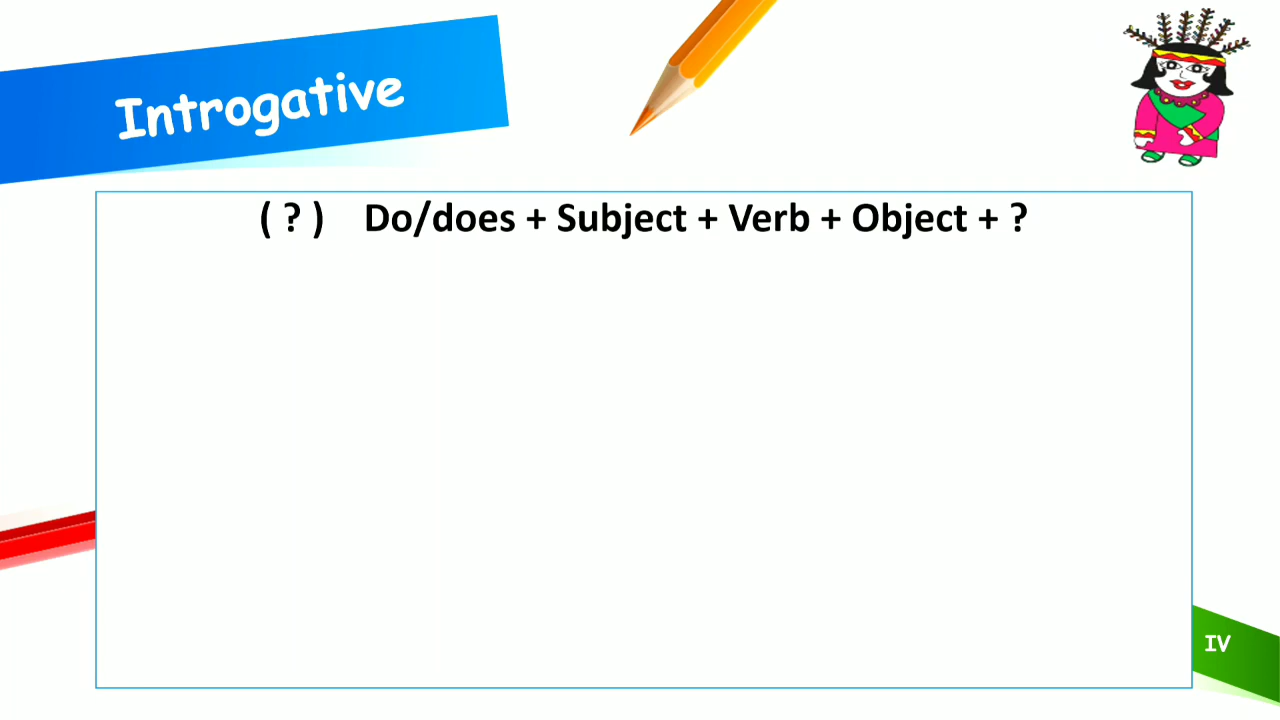 Introgative
( ? ) Do/does + Subject + Verb + Object + ?
IV